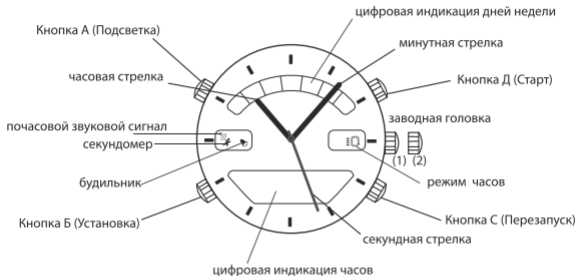 цифровая индикация дней недели
Кнопка А (Подсветка)
минутная стрелка
часовая стрелка
Кнопка Д (Старт)
заводная головка
почасовой звуковой сигнал
секундомер
(1) (2)
будильник
режим часов
Кнопка Б (Установка)
Кнопка С (Перезапуск)
секундная стрелка
цифровая индикация часов